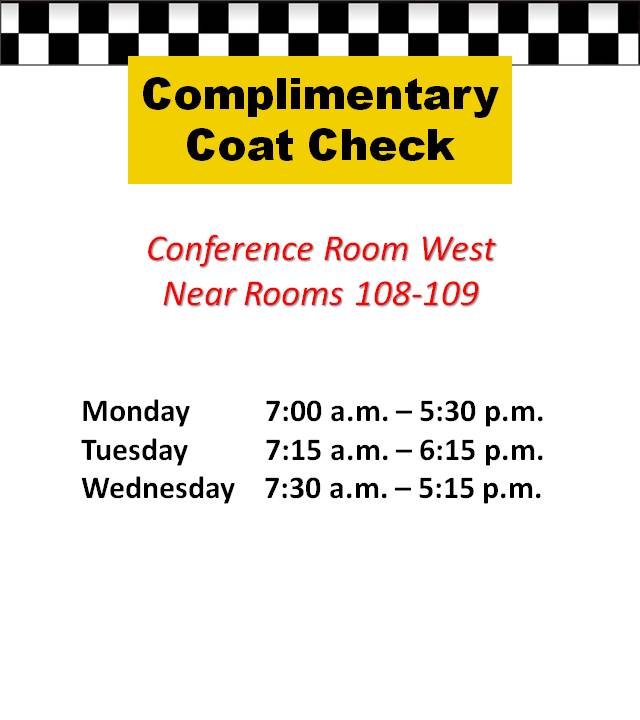 Complimentary
Coat Check
Conference Room West
Near Rooms 108-109
Monday 7:00 a.m. – 5:30 p.m.
Tuesday 7:15 a.m. – 6:15 p.m.
Wednesday 7:30 a.m. – 5:15 p.m.